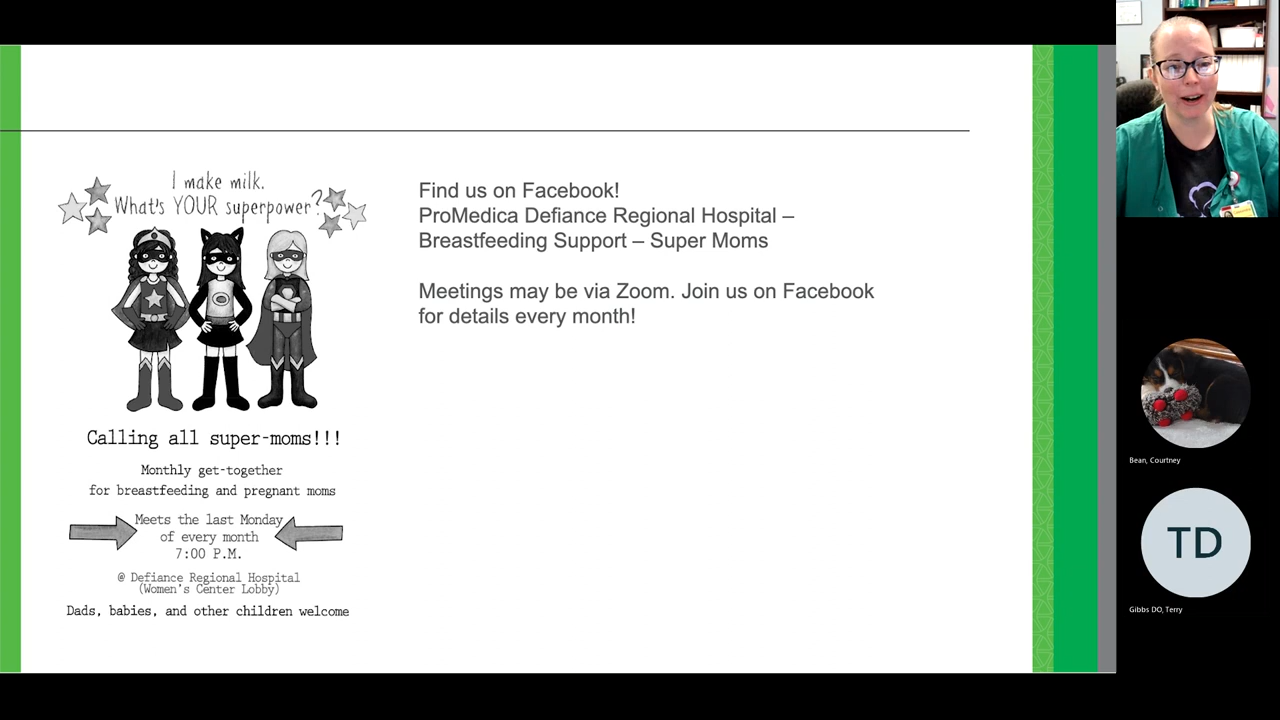 I make milk.
What's YOUR superpower?
Calling all super-moms!!!
Monthly get-together
for breastfeeding and pregnant moms
Meets the last Monday
of every month
7:00 P.M.
@ Defiance Regional Hospital
(Women's Center Lobby)
Dads, babies, and other children welcome
Find us on Facebook!
ProMedica Defiance Regional Hospital –
Breastfeeding Support – Super Moms
Meetings may be via Zoom. Join us on Facebook
for details every month!
Bean, Courtney
TD
Gibbs DO, Terry